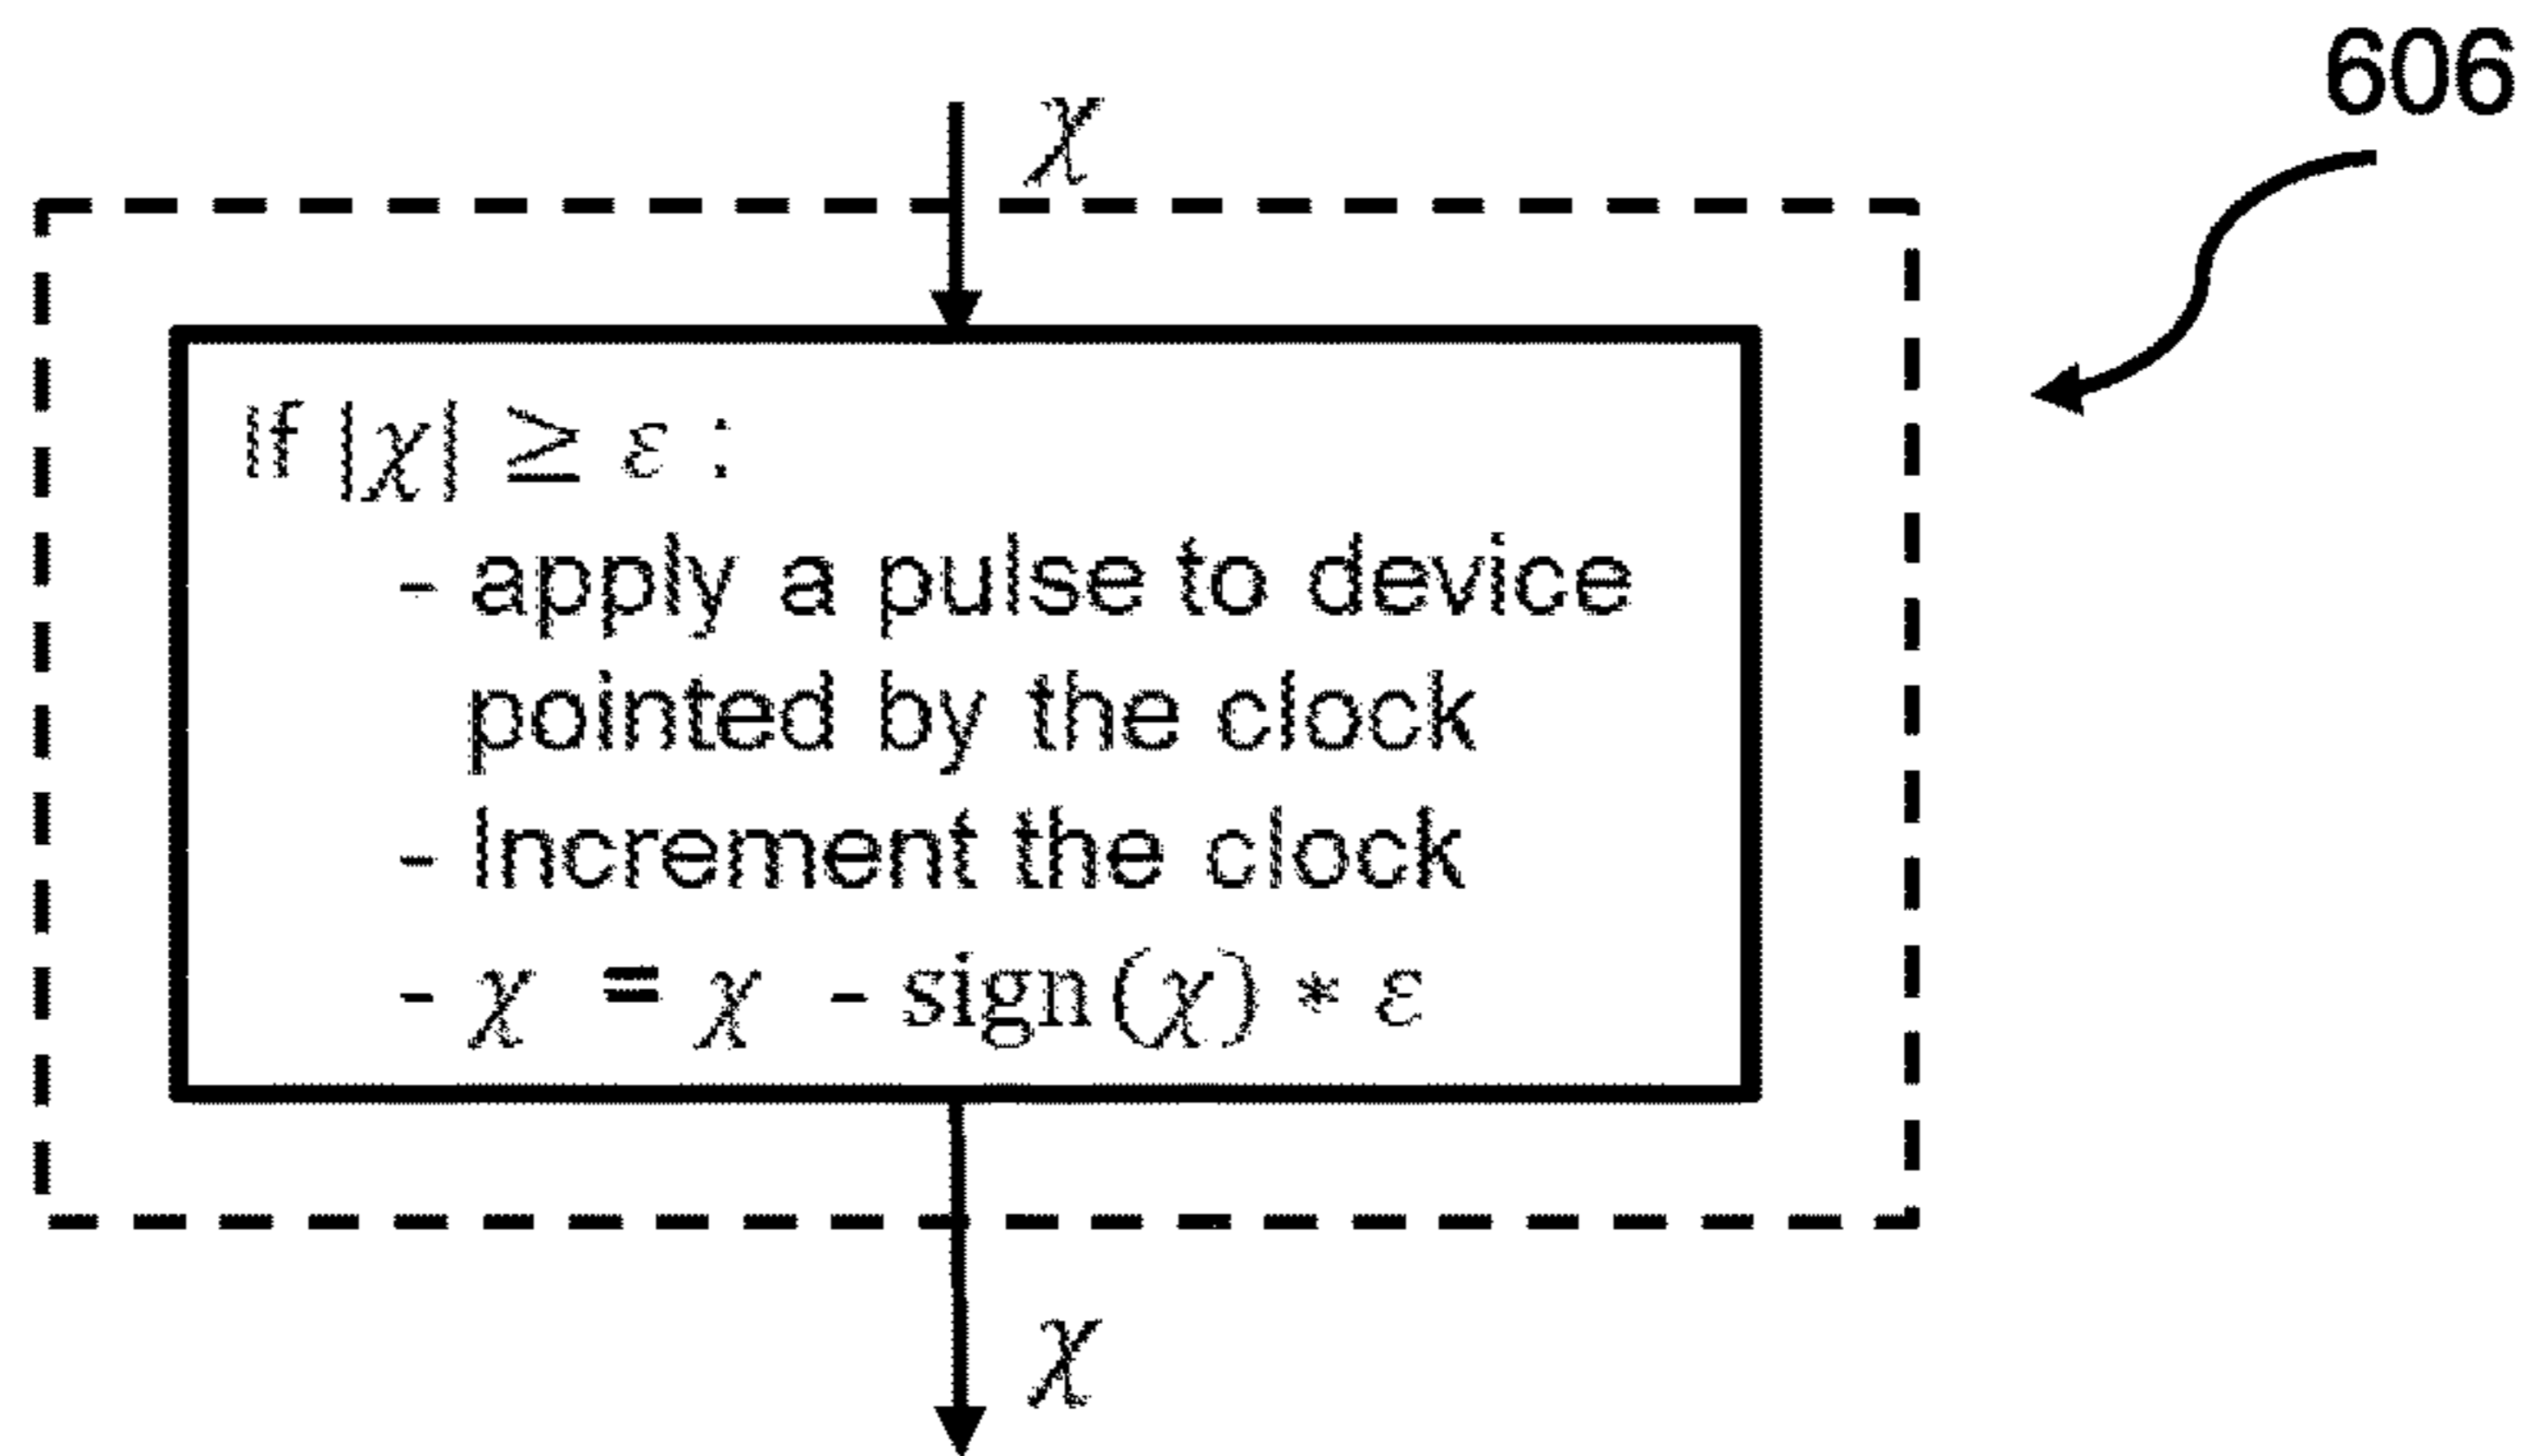 606
χ
If |χ| ≥ ε :
- apply a pulse to device
pointed by the clock
- Increment the clock
- χ = χ - sign(χ) * ε
χ